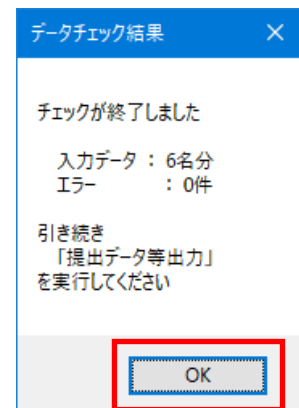 データチェック結果
チェックが終了しました
入力データ : 6名分
エラー : 0件
引き続き
「提出データ等出力」
を実行してください
OK